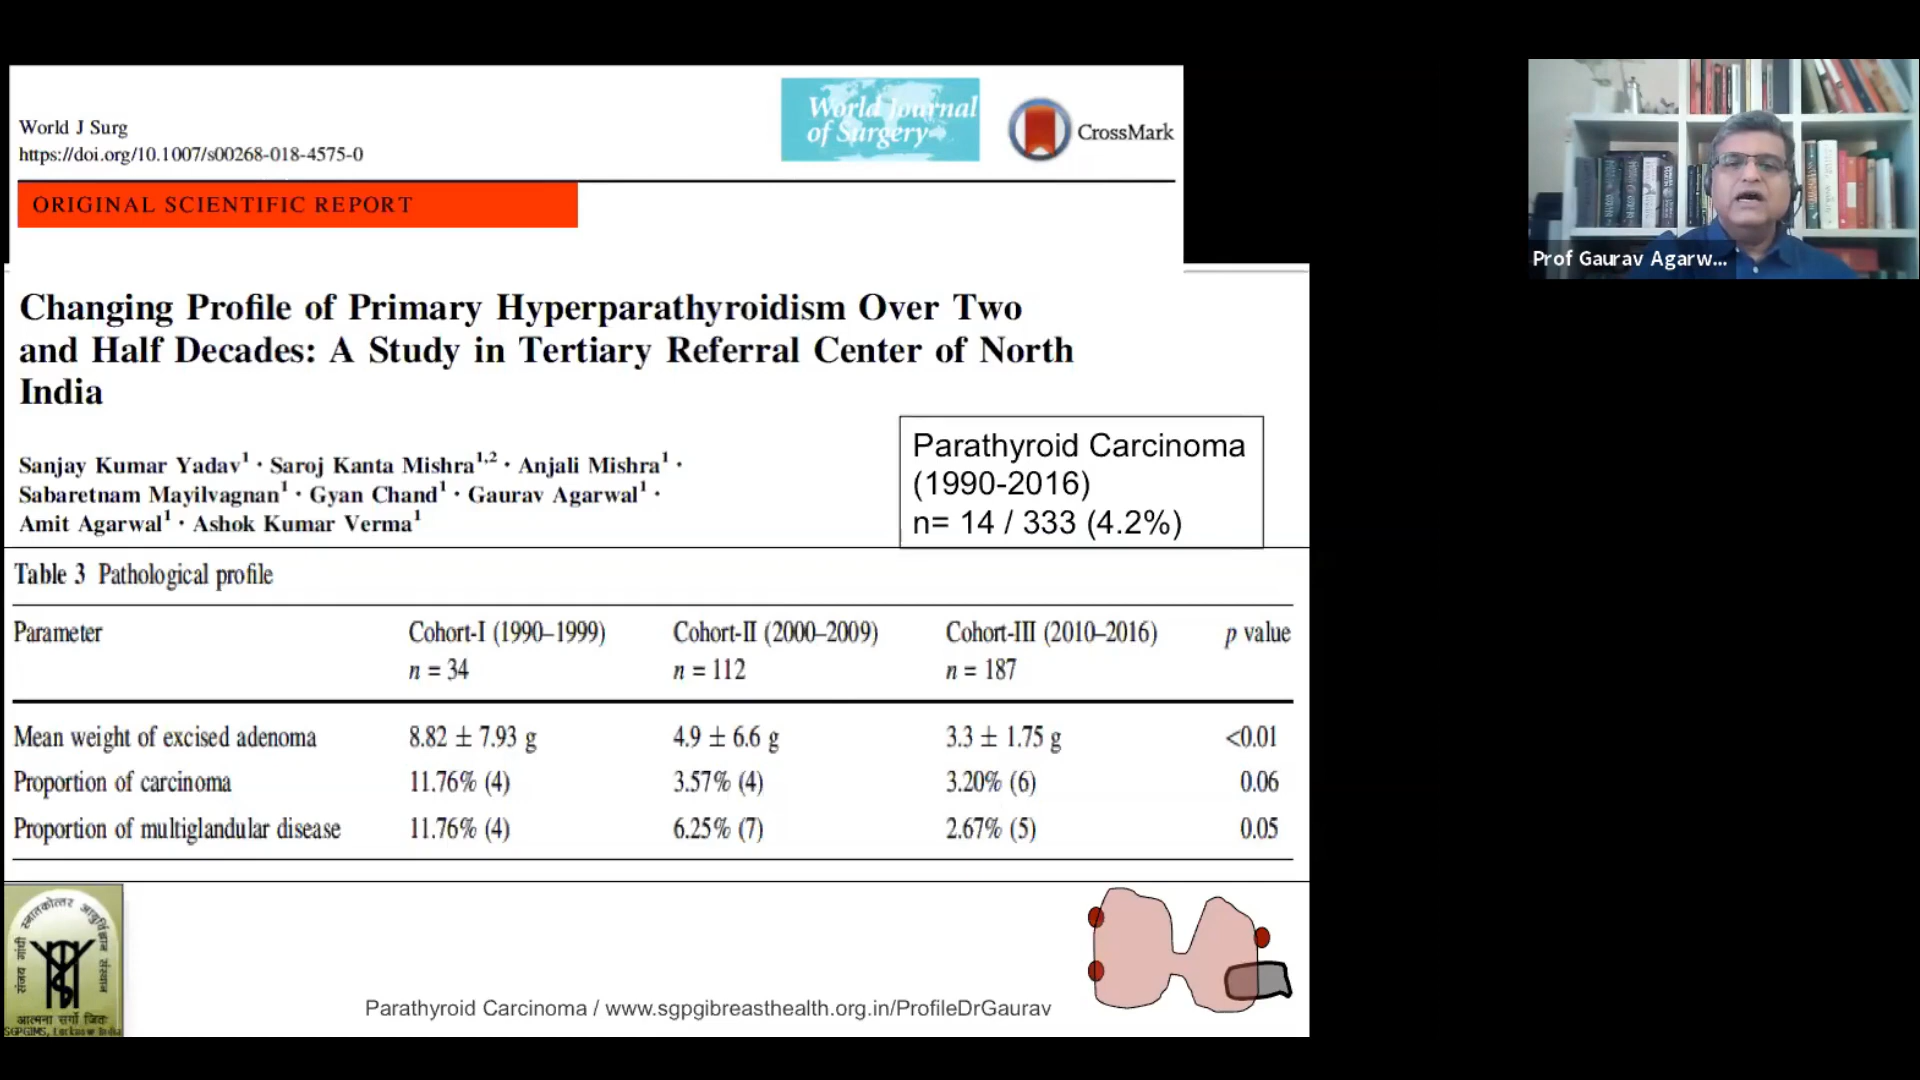 World J Surg
https://doi.org/10.1007/s00268-018-4575-0
World Journal
of Surgery
CrossMark
ORIGINAL SCIENTIFIC REPORT
Prof Gaurav Agarw...
Changing Profile of Primary Hyperparathyroidism Over Two
and Half Decades: A Study in Tertiary Referral Center of North
India
Sanjay Kumar Yadav1 · Saroj Kanta Mishra1,2 · Anjali Mishra1 ·
Sabaretnam Mayilvagnan1 · Gyan Chand1 · Gaurav Agarwal1 ·
Amit Agarwal1 · Ashok Kumar Verma1
Parathyroid Carcinoma
(1990-2016)
n= 14 / 333 (4.2%)
Table 3 Pathological profile
Parameter Cohort-I (1990–1999) Cohort-II (2000–2009) Cohort-III (2010–2016) p value
n = 34 n = 112 n = 187
Mean weight of excised adenoma 8.82 ± 7.93 g 4.9 ± 6.6 g 3.3 ± 1.75 g <0.01
Proportion of carcinoma 11.76% (4) 3.57% (4) 3.20% (6) 0.06
Proportion of multiglandular disease 11.76% (4) 6.25% (7) 2.67% (5) 0.05
संजय गांधी स्नातकोत्तर आयुर्विज्ञान संस्थान
SGPGIMS, Lucknow India
Parathyroid Carcinoma / www.sgpgibreasthealth.org.in/ProfileDrGaurav